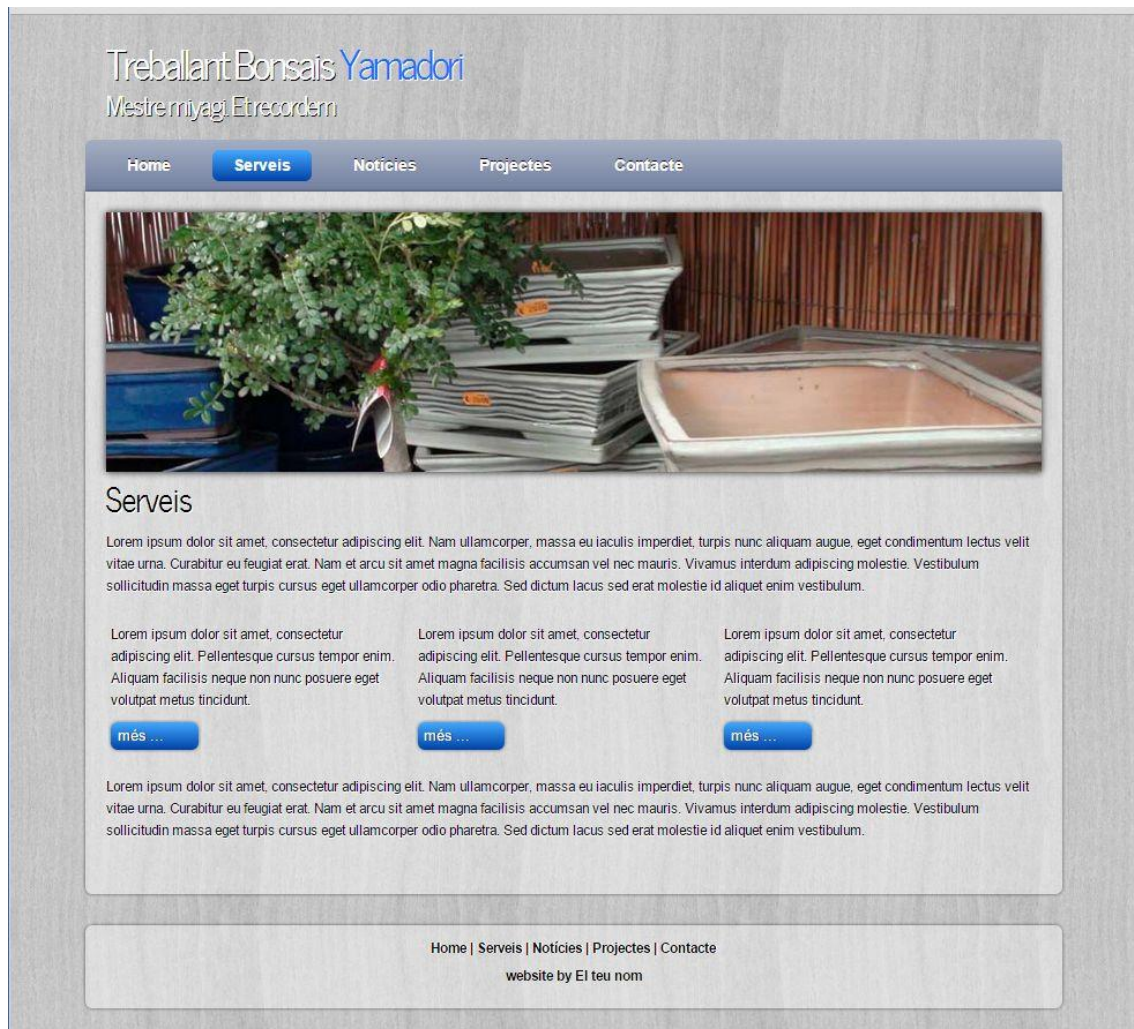 Treballant Bonsais Yamadori
Mestre miyagi. Et recordem
Home Serveis Notícies Projectes Contacte
Serveis
Lorem ipsum dolor sit amet, consectetur adipiscing elit. Nam ullamcorper, massa eu iaculis imperdiet, turpis nunc aliquam augue, eget condimentum lectus velit
vitae urna. Curabitur eu feugiat erat. Nam et arcu sit amet magna facilisis accumsan vel nec mauris. Vivamus interdum adipiscing molestie. Vestibulum
sollicitudin massa eget turpis cursus eget ullamcorper odio pharetra. Sed dictum lacus sed erat molestie id aliquet enim vestibulum.
Lorem ipsum dolor sit amet, consectetur
adipiscing elit. Pellentesque cursus tempor enim.
Aliquam facilisis neque non nunc posuere eget
volutpat metus tincidunt.
més ...
Lorem ipsum dolor sit amet, consectetur
adipiscing elit. Pellentesque cursus tempor enim.
Aliquam facilisis neque non nunc posuere eget
volutpat metus tincidunt.
més ...
Lorem ipsum dolor sit amet, consectetur
adipiscing elit. Pellentesque cursus tempor enim.
Aliquam facilisis neque non nunc posuere eget
volutpat metus tincidunt.
més ...
Lorem ipsum dolor sit amet, consectetur adipiscing elit. Nam ullamcorper, massa eu iaculis imperdiet, turpis nunc aliquam augue, eget condimentum lectus velit
vitae urna. Curabitur eu feugiat erat. Nam et arcu sit amet magna facilisis accumsan vel nec mauris. Vivamus interdum adipiscing molestie. Vestibulum
sollicitudin massa eget turpis cursus eget ullamcorper odio pharetra. Sed dictum lacus sed erat molestie id aliquet enim vestibulum.
Home | Serveis | Notícies | Projectes | Contacte
website by El teu nom